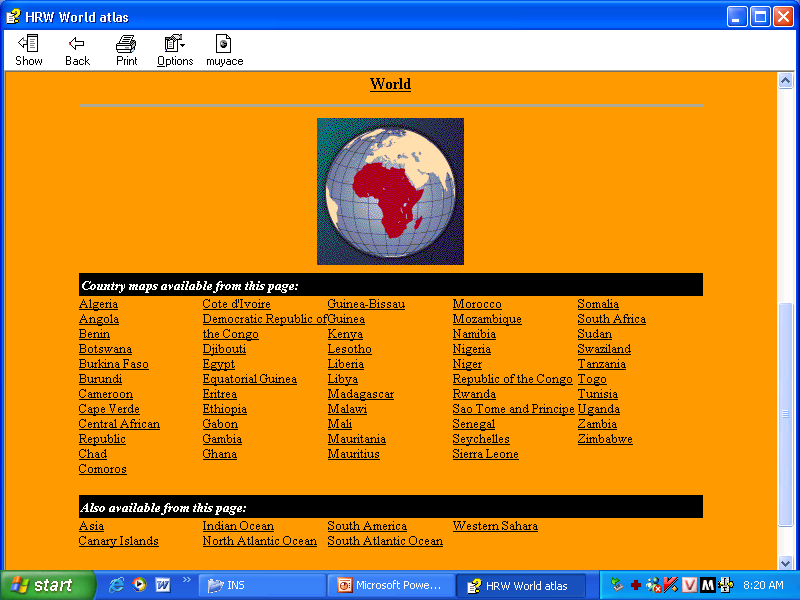 HRW World atlas
Show Back Print Options muyace
World
Country maps available from this page:
Algeria Cote d'Ivoire Guinea-Bissau Morocco Somalia
Angola Democratic Republic of Guinea Mozambique South Africa
Benin the Congo Kenya Namibia Sudan
Botswana Djibouti Lesotho Nigeria Swaziland
Burkina Faso Egypt Liberia Niger Tanzania
Burundi Equatorial Guinea Libya Republic of the Congo Togo
Cameroon Eritrea Madagascar Rwanda Tunisia
Cape Verde Ethiopia Malawi Sao Tome and Principe Uganda
Central African Gabon Mali Senegal Zambia
Republic Gambia Mauritania Seychelles Zimbabwe
Chad Ghana Mauritius Sierra Leone
Comoros
Also available from this page:
Asia Indian Ocean South America Western Sahara
Canary Islands North Atlantic Ocean South Atlantic Ocean
start INS Microsoft Powe... HRW World atlas 8:20 AM